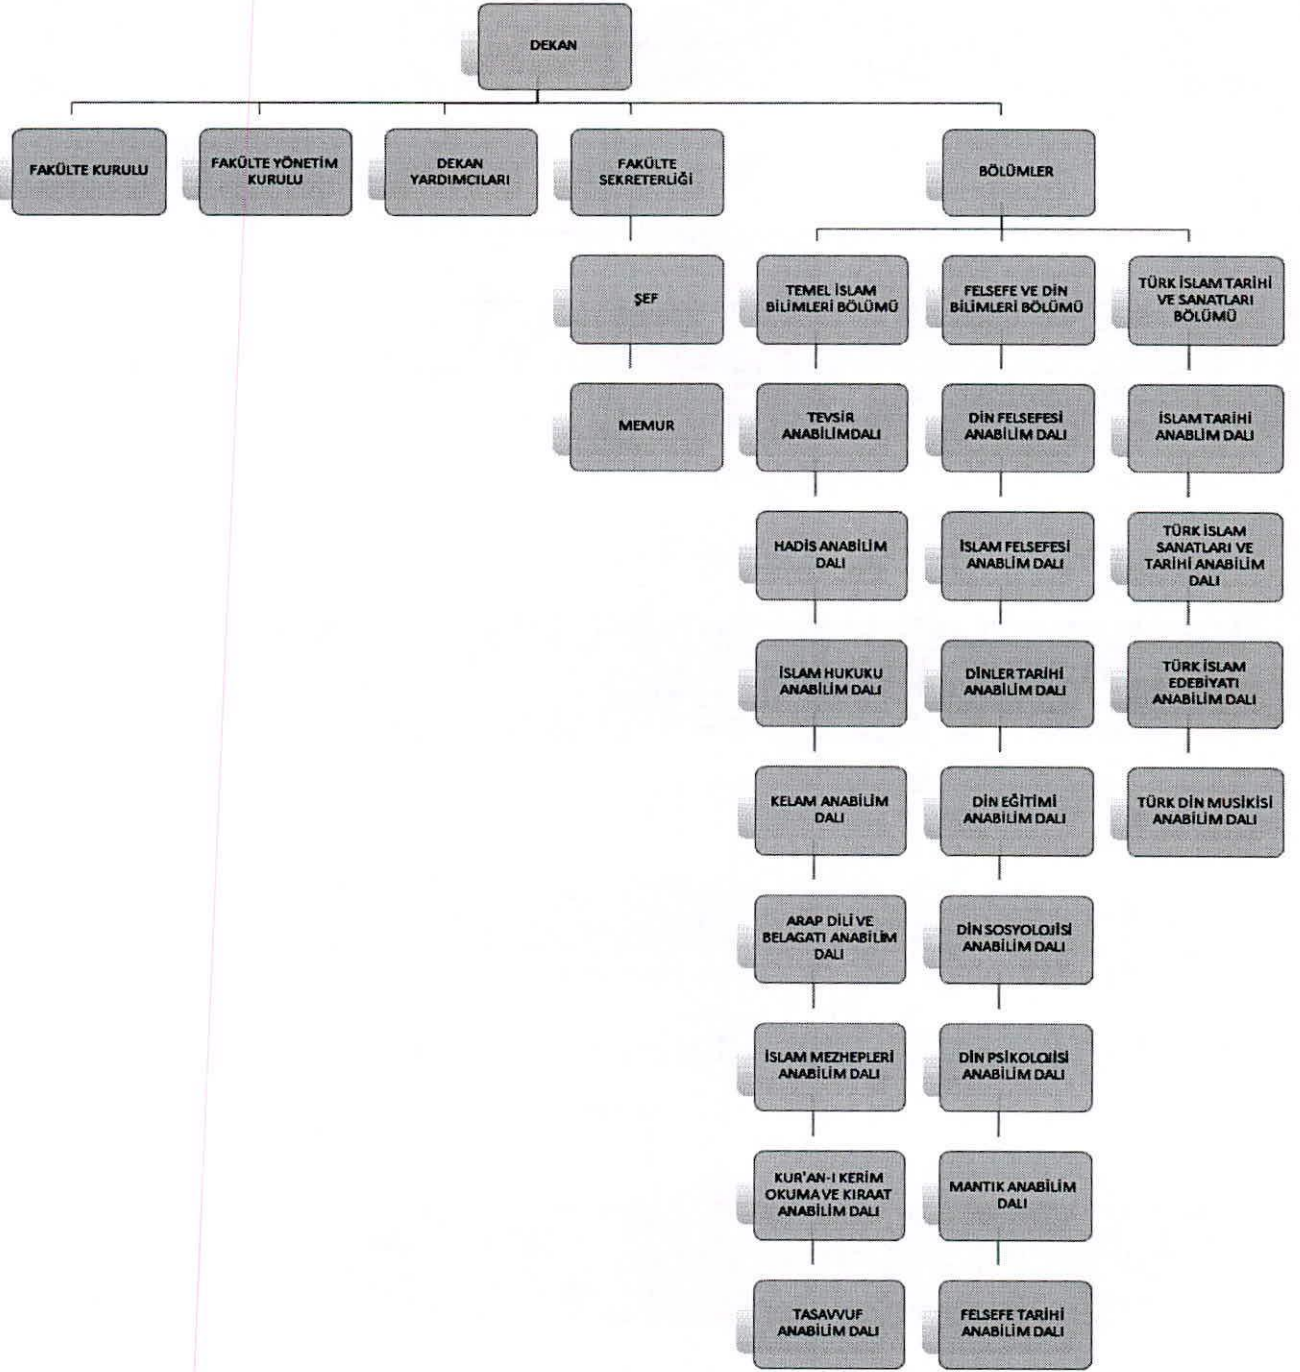 DEKAN
FAKÜLTE KURULU
FAKÜLTE YÖNETİM
KURULU
DEKAN
YARDIMCILARI
FAKÜLTE
SEKRETERLİĞİ
BÖLÜMLER
ŞEF
MEMUR
TEMEL İSLAM
BİLİMLERİ BÖLÜMÜ
TEVSİR
ANABİLİMDALI
HADİS ANABİLİM
DALI
İSLAM HUKUKU
ANABİLİM DALI
KELAM ANABİLİM
DALI
ARAP DİLİ VE
BELAGATI ANABİLİM
DALI
İSLAM MEZHEPLERİ
ANABİLİM DALI
KUR'AN-I KERİM
OKUMA VE KIRAAT
ANABİLİM DALI
TASAVVUF
ANABİLİM DALI
FELSEFE VE DİN
BİLİMLERİ BÖLÜMÜ
DİN FELSEFESİ
ANABİLİM DALI
İSLAM FELSEFESİ
ANABLİM DALI
DİNLER TARİHİ
ANABİLİM DALI
DİN EĞİTİMİ
ANABİLİM DALI
DİN SOSYOLOJİSİ
ANABİLİM DALI
DİN PSİKOLOJİSİ
ANABİLİM DALI
MANTIK ANABİLİM
DALI
FELSEFE TARİHİ
ANABİLİM DALI
TÜRK İSLAM TARİHİ
VE SANATLARI
BÖLÜMÜ
İSLAM TARİHİ
ANABLİM DALI
TÜRK İSLAM
SANATLARI VE
TARİHİ ANABİLİM
DALI
TÜRK İSLAM
EDEBİYATI
ANABİLİM DALI
TÜRK DİN MUSİKİSİ
ANABİLİM DALI